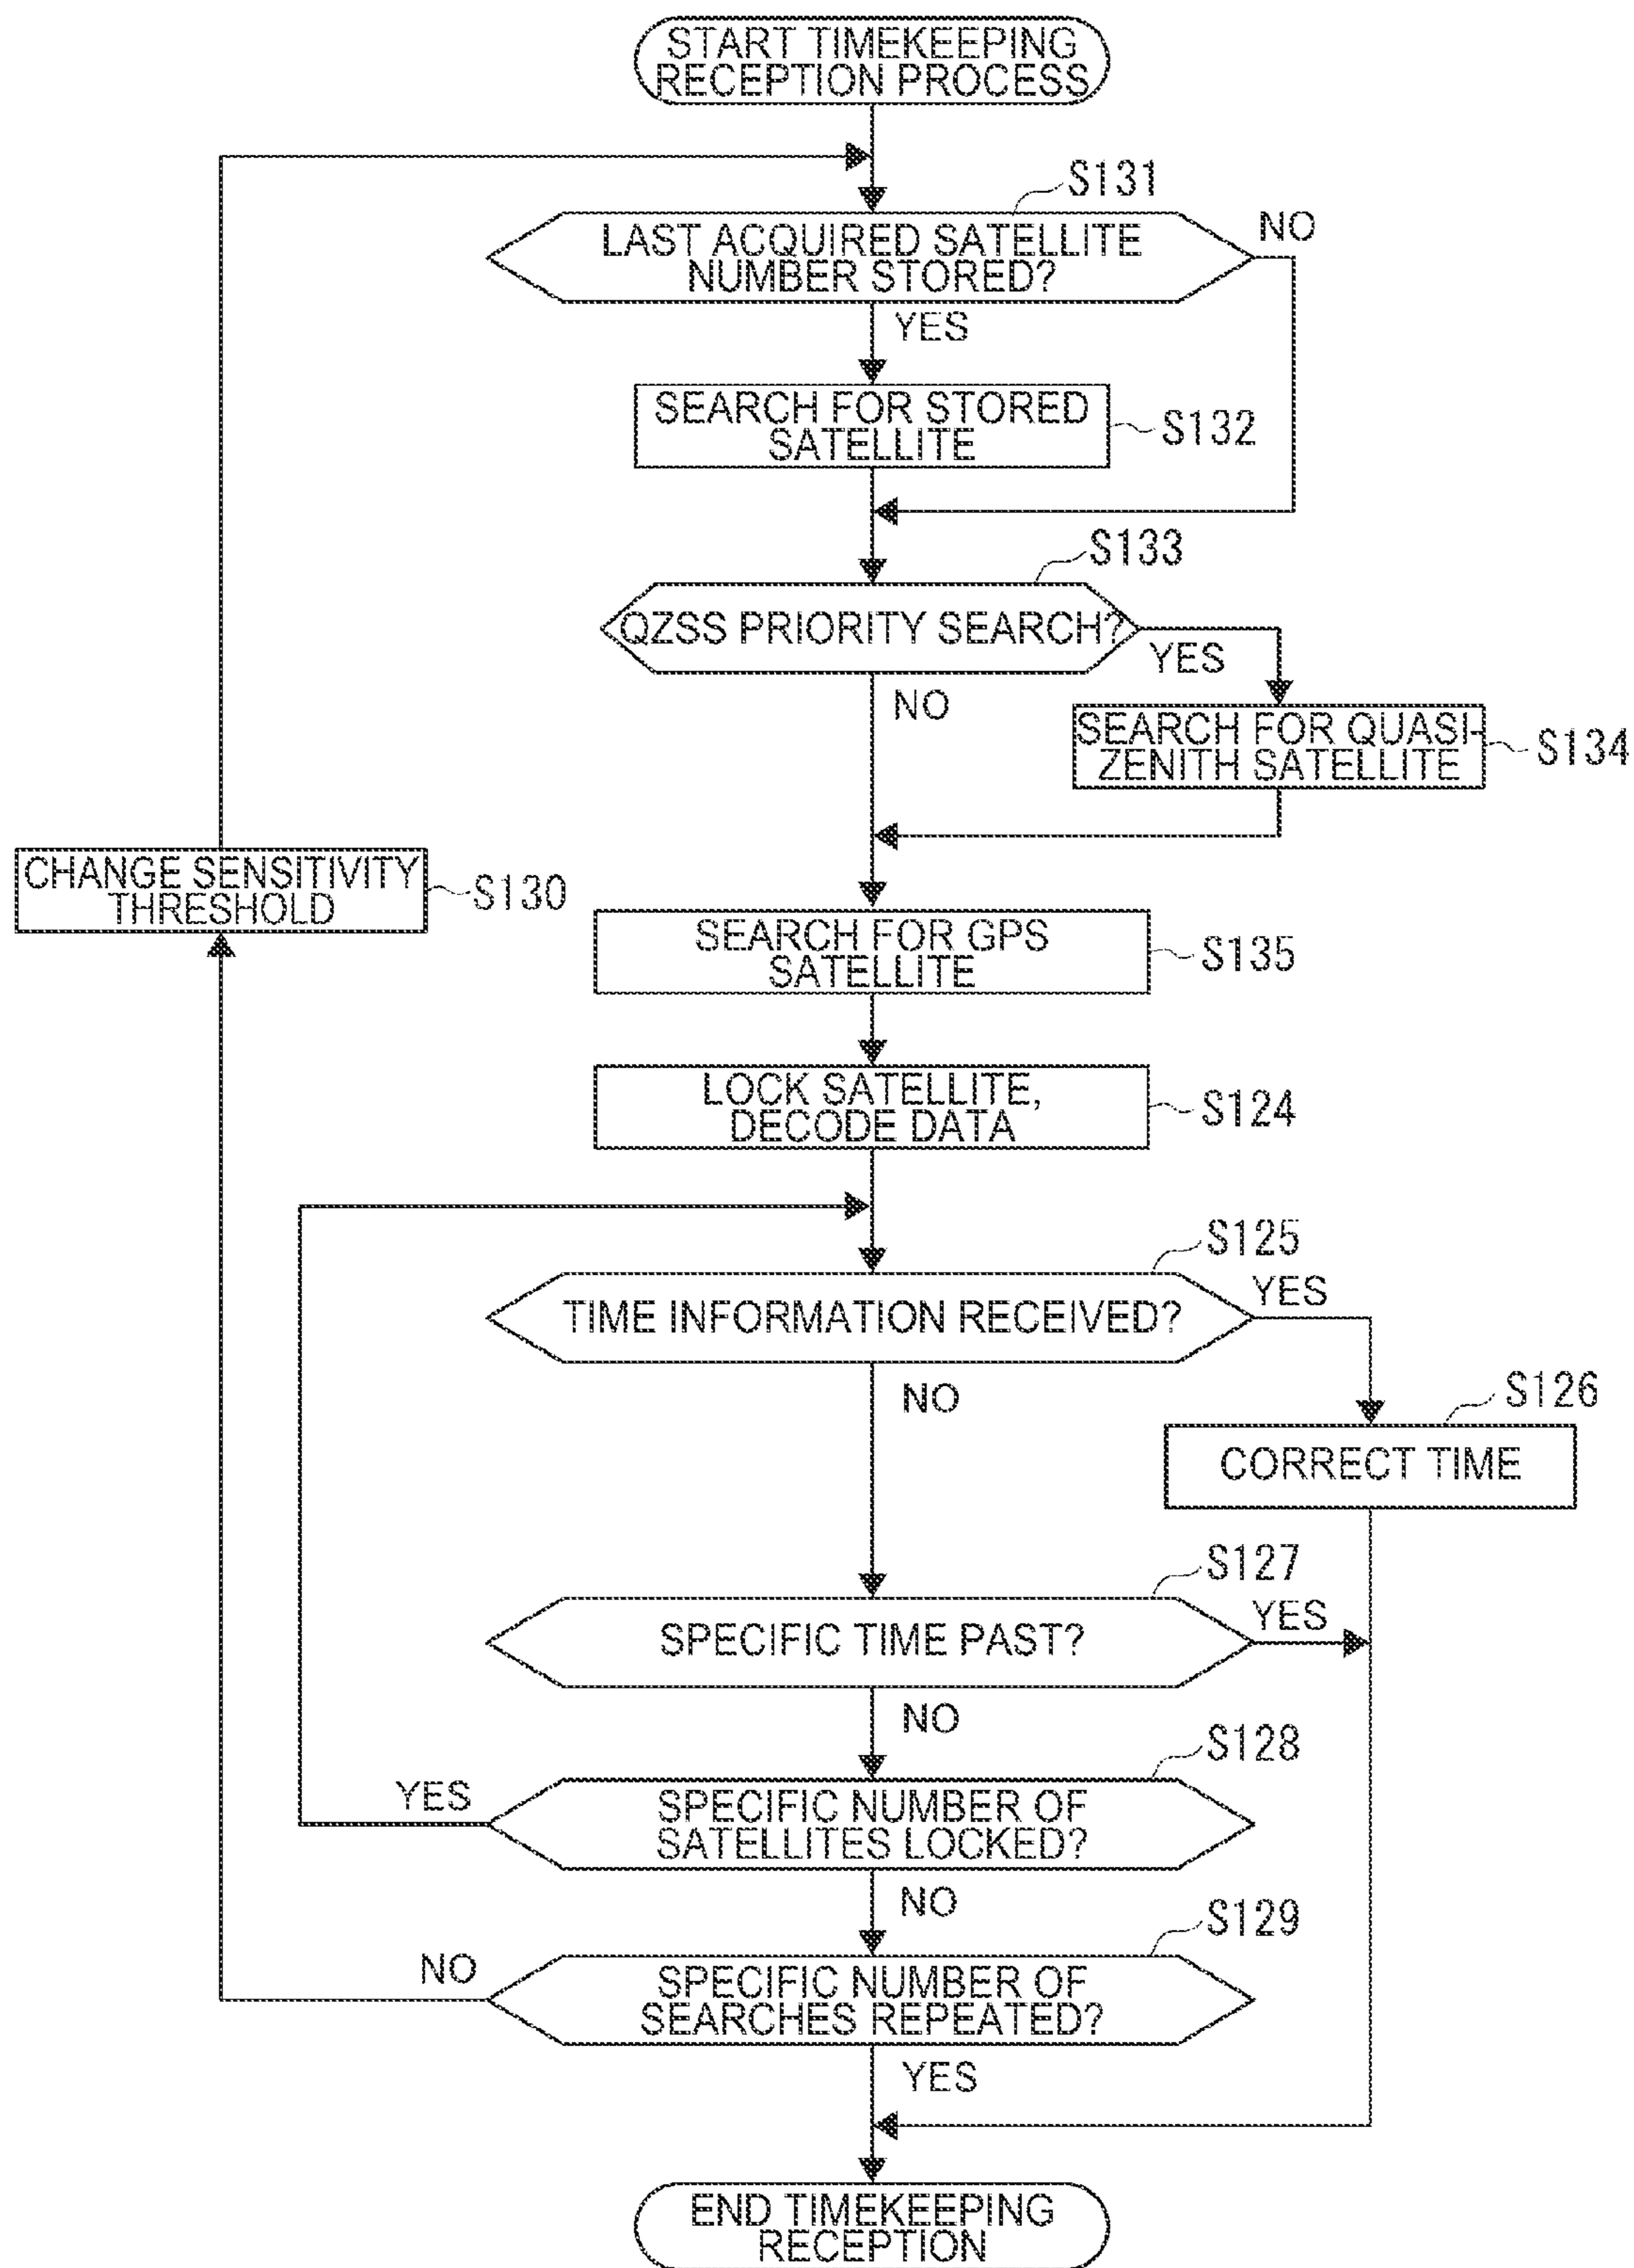 START TIMEKEEPING
RECEPTION PROCESS
S131
LAST ACQUIRED SATELLITE
NUMBER STORED?
NO
YES
SEARCH FOR STORED
SATELLITE
S132
S133
QZSS PRIORITY SEARCH?
YES
NO
SEARCH FOR QUASI-
ZENITH SATELLITE
S134
CHANGE SENSITIVITY
THRESHOLD
S130
SEARCH FOR GPS
SATELLITE
S135
LOCK SATELLITE,
DECODE DATA
S124
S125
TIME INFORMATION RECEIVED?
YES
NO
S126
CORRECT TIME
S127
SPECIFIC TIME PAST?
YES
NO
S128
SPECIFIC NUMBER OF
SATELLITES LOCKED?
YES
NO
S129
SPECIFIC NUMBER OF
SEARCHES REPEATED?
NO
YES
END TIMEKEEPING
RECEPTION